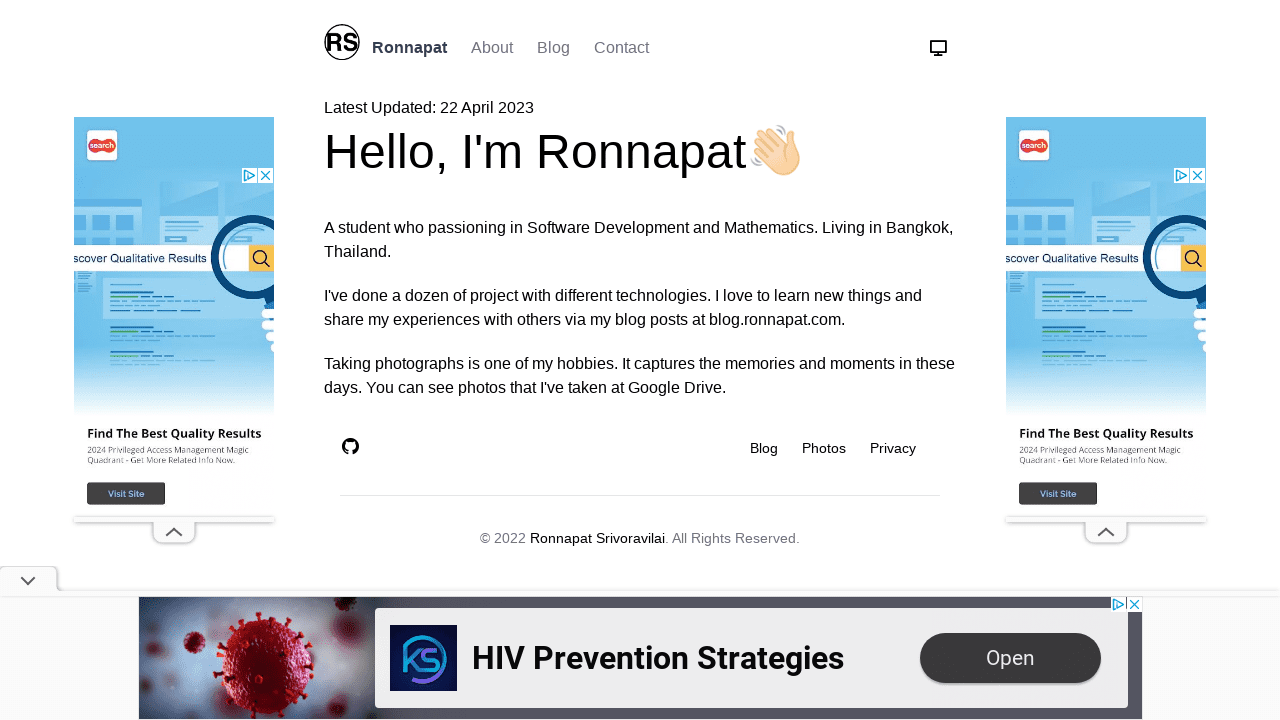 RS
Ronnapat About Blog Contact
Latest Updated: 22 April 2023
Hello, I'm Ronnapat
A student who passioning in Software Development and Mathematics. Living in Bangkok,
Thailand.
I've done a dozen of project with different technologies. I love to learn new things and
share my experiences with others via my blog posts at blog.ronnapat.com.
Taking photographs is one of my hobbies. It captures the memories and moments in these
days. You can see photos that I've taken at Google Drive.
Blog Photos Privacy
© 2022 Ronnapat Srivoravilai. All Rights Reserved.
search
scover Qualitative Results
Find The Best Quality Results
2024 Privileged Access Management Magic
Quadrant - Get More Related Info Now.
Visit Site
search
scover Qualitative Results
Find The Best Quality Results
2024 Privileged Access Management Magic
Quadrant - Get More Related Info Now.
Visit Site
KS
HIV Prevention Strategies
Open